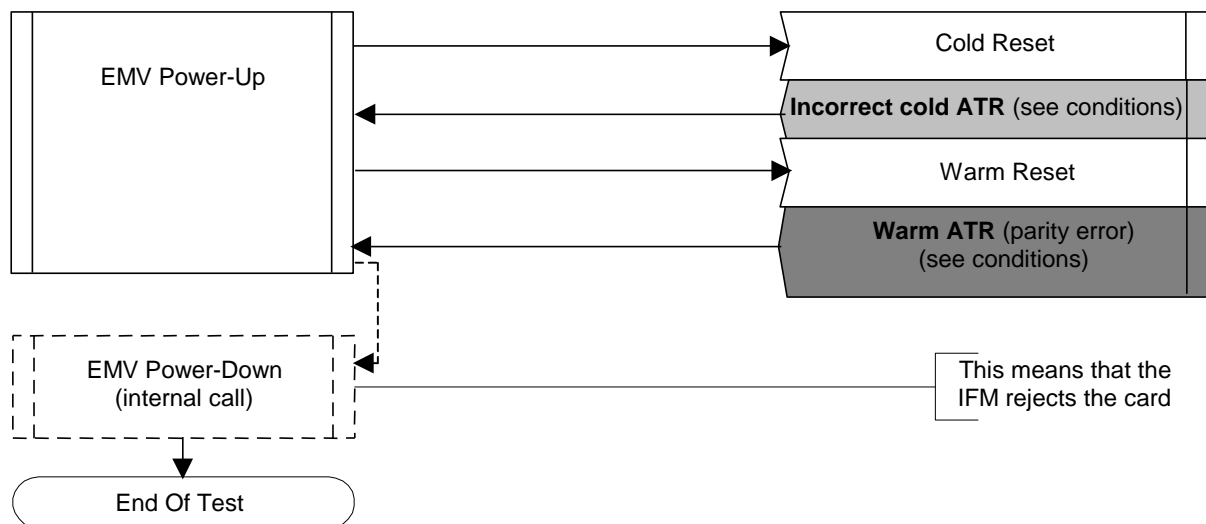 EMV Power-Up
Cold Reset
Incorrect cold ATR (see conditions)
Warm Reset
Warm ATR (parity error)
(see conditions)
EMV Power-Down
(internal call)
This means that the
IFM rejects the card
End Of Test